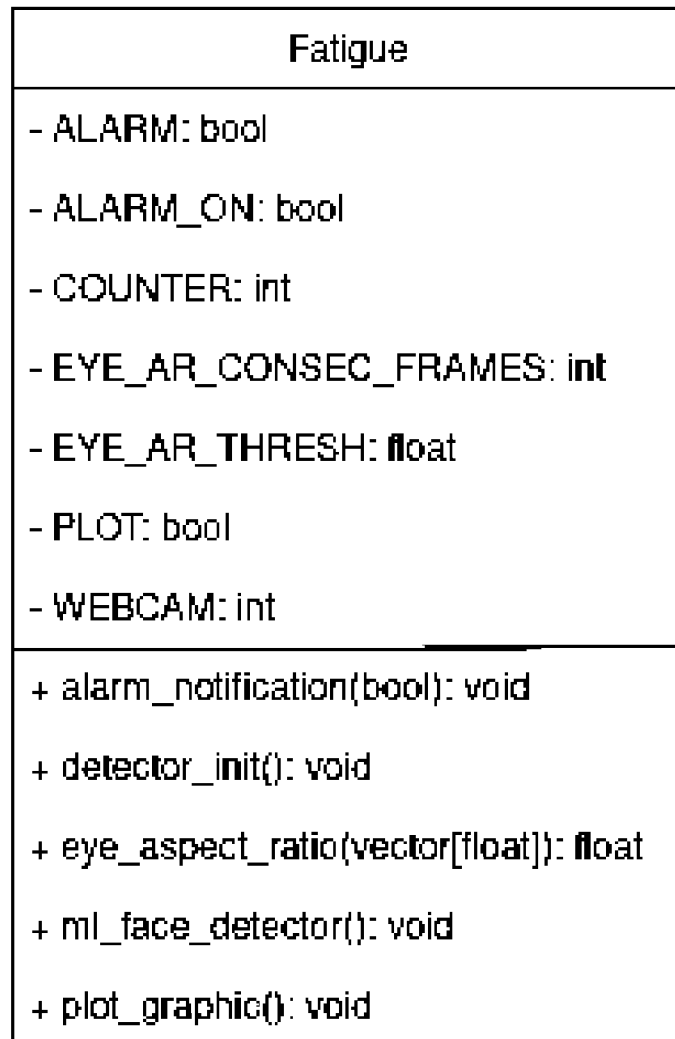 Fatigue
- ALARM: bool
- ALARM_ON: bool
- COUNTER: int
- EYE_AR_CONSEC_FRAMES: int
- EYE_AR_THRESH: float
- PLOT: bool
- WEBCAM: int
+ alarm_notification(bool): void
+ detector_init(): void
+ eye_aspect_ratio(vector[float]): float
+ ml_face_detector(): void
+ plot_graphic(): void